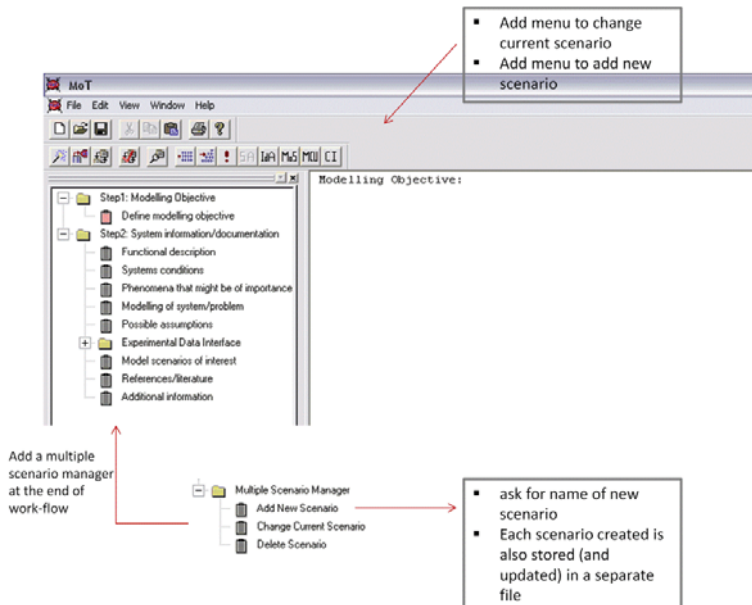 ▪ Add menu to change
current scenario
▪ Add menu to add new
scenario
MoT
File Edit View Window Help
SA IdA MoS MOU CI
Modelling Objective:
Step1: Modelling Objective
Define modelling objective
Step2: System information/documentation
Functional description
Systems conditions
Phenomena that might be of importance
Modelling of system/problem
Possible assumptions
Experimental Data Interface
Model scenarios of interest
References/literature
Additional information
Add a multiple
scenario manager
at the end of
work-flow
Multiple Scenario Manager
Add New Scenario
Change Current Scenario
Delete Scenario
▪ ask for name of new
scenario
▪ Each scenario created is
also stored (and
updated) in a separate
file